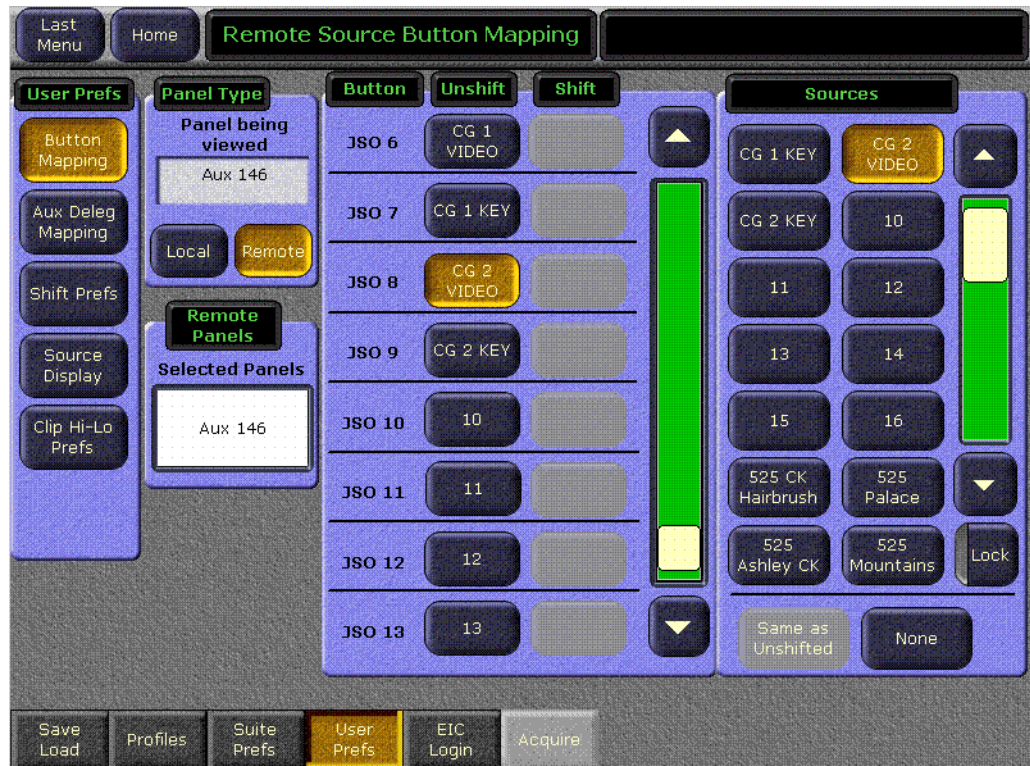 Last
Menu
Home
Remote Source Button Mapping
User Prefs
Button
Mapping
Aux Deleg
Mapping
Shift Prefs
Source
Display
Clip Hi-Lo
Prefs
Panel Type
Panel being
viewed
Aux 146
Local
Remote
Remote
Panels
Selected Panels
Aux 146
Button
Unshift
Shift
JSO 6
CG 1
VIDEO
JSO 7
CG 1 KEY
JSO 8
CG 2
VIDEO
JSO 9
CG 2 KEY
JSO 10
10
JSO 11
11
JSO 12
12
JSO 13
13
Sources
CG 1 KEY
CG 2
VIDEO
CG 2 KEY
10
11
12
13
14
15
16
525 CK
Hairbrush
525
Palace
525
Ashley CK
525
Mountains
Lock
Same as
Unshifted
None
Save
Load
Profiles
Suite
Prefs
User
Prefs
EIC
Login
Acquire